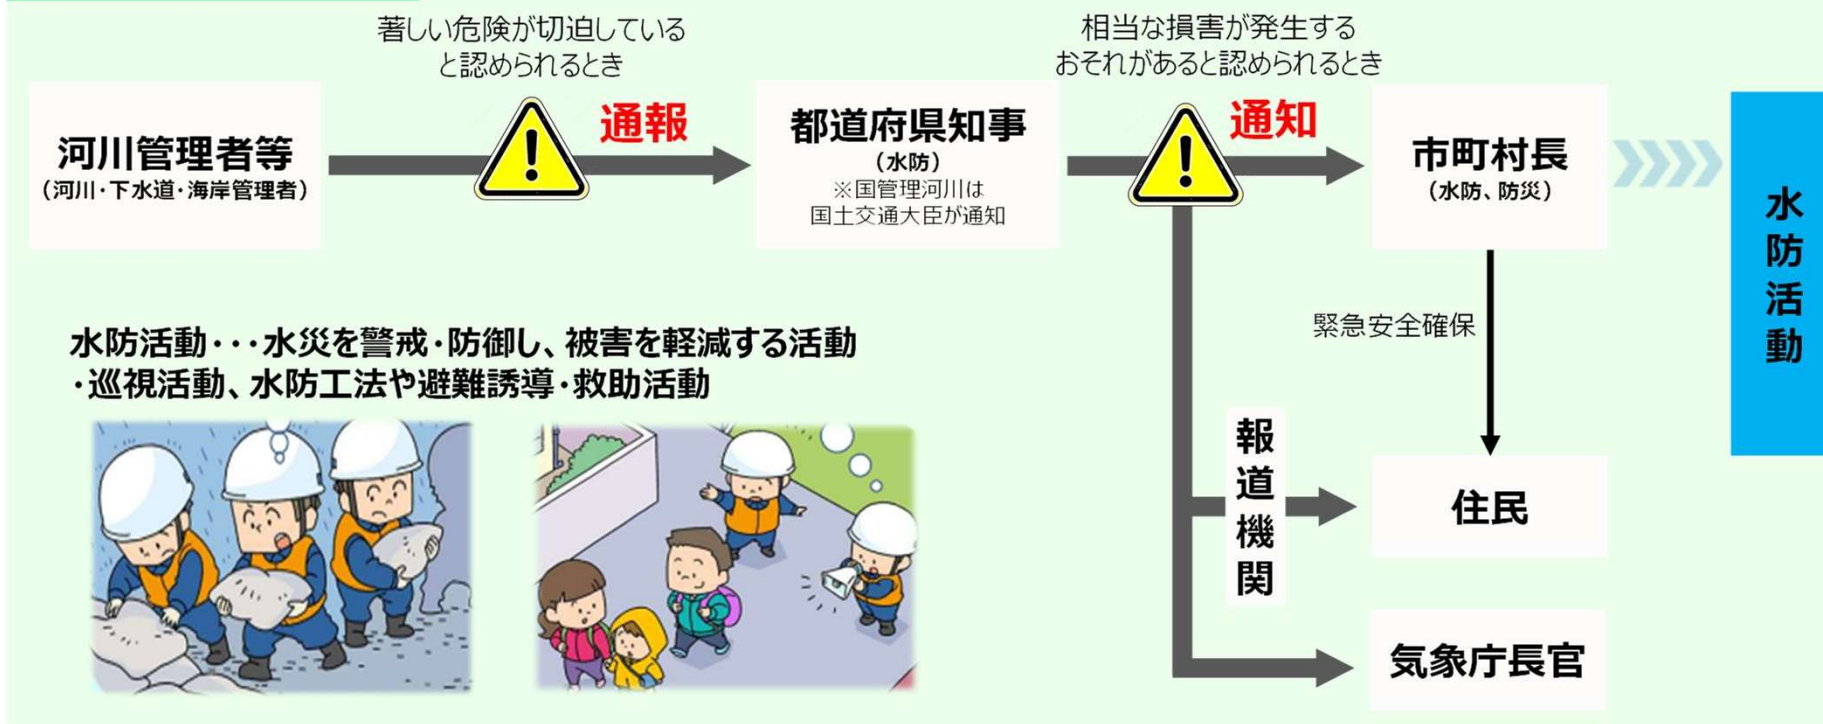 著しい危険が切迫している
と認められるとき
相当な損害が発生する
おそれがあると認められるとき
河川管理者等
(河川・下水道・海岸管理者)
通報
都道府県知事
(水防)
※国管理河川は
国土交通大臣が通知
通知
市町村長
(水防、防災)
水防活動
緊急安全確保
水防活動・・・水災を警戒・防御し、被害を軽減する活動
・巡視活動、水防工法や避難誘導・救助活動
報道機関
住民
気象庁長官